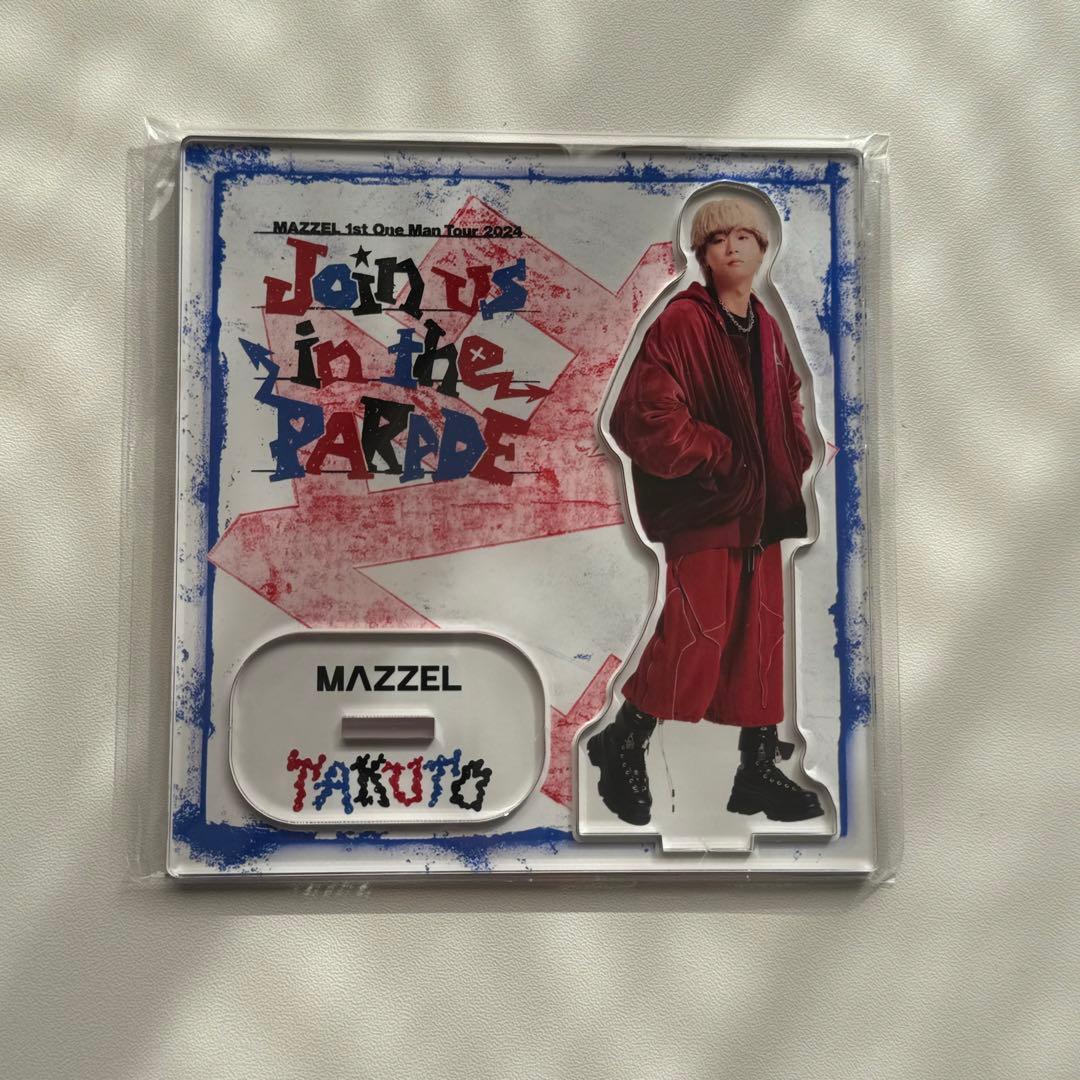 MAZZEL 1st One Man Tour 2024
Join us
in the
PARADE
MAZZEL
TAKUTO